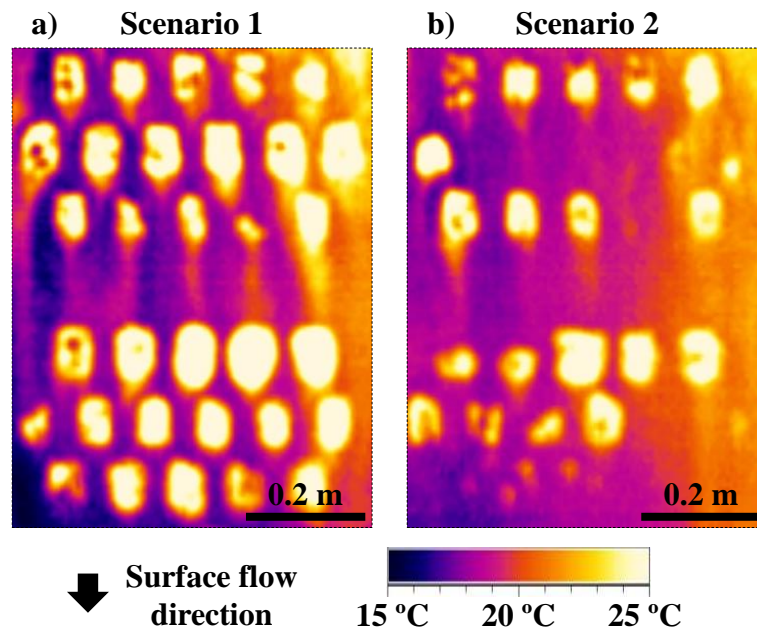 a) Scenario 1
b) Scenario 2
0.2 m
0.2 m
Surface flow
direction
15 ºC 20 ºC 25 ºC